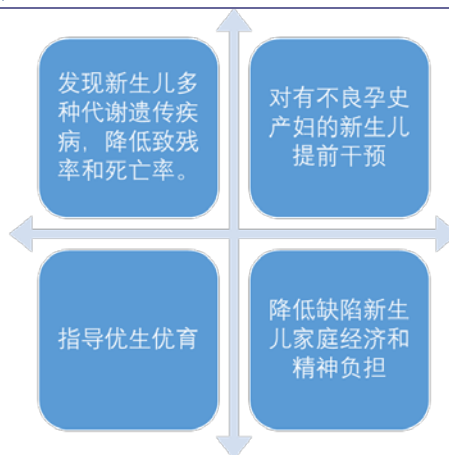 发现新生儿多
种代谢遗传疾
病，降低致残
率和死亡率。
对有不良孕史
产妇的新生儿
提前干预
指导优生优育
降低缺陷新生
儿家庭经济和
精神负担